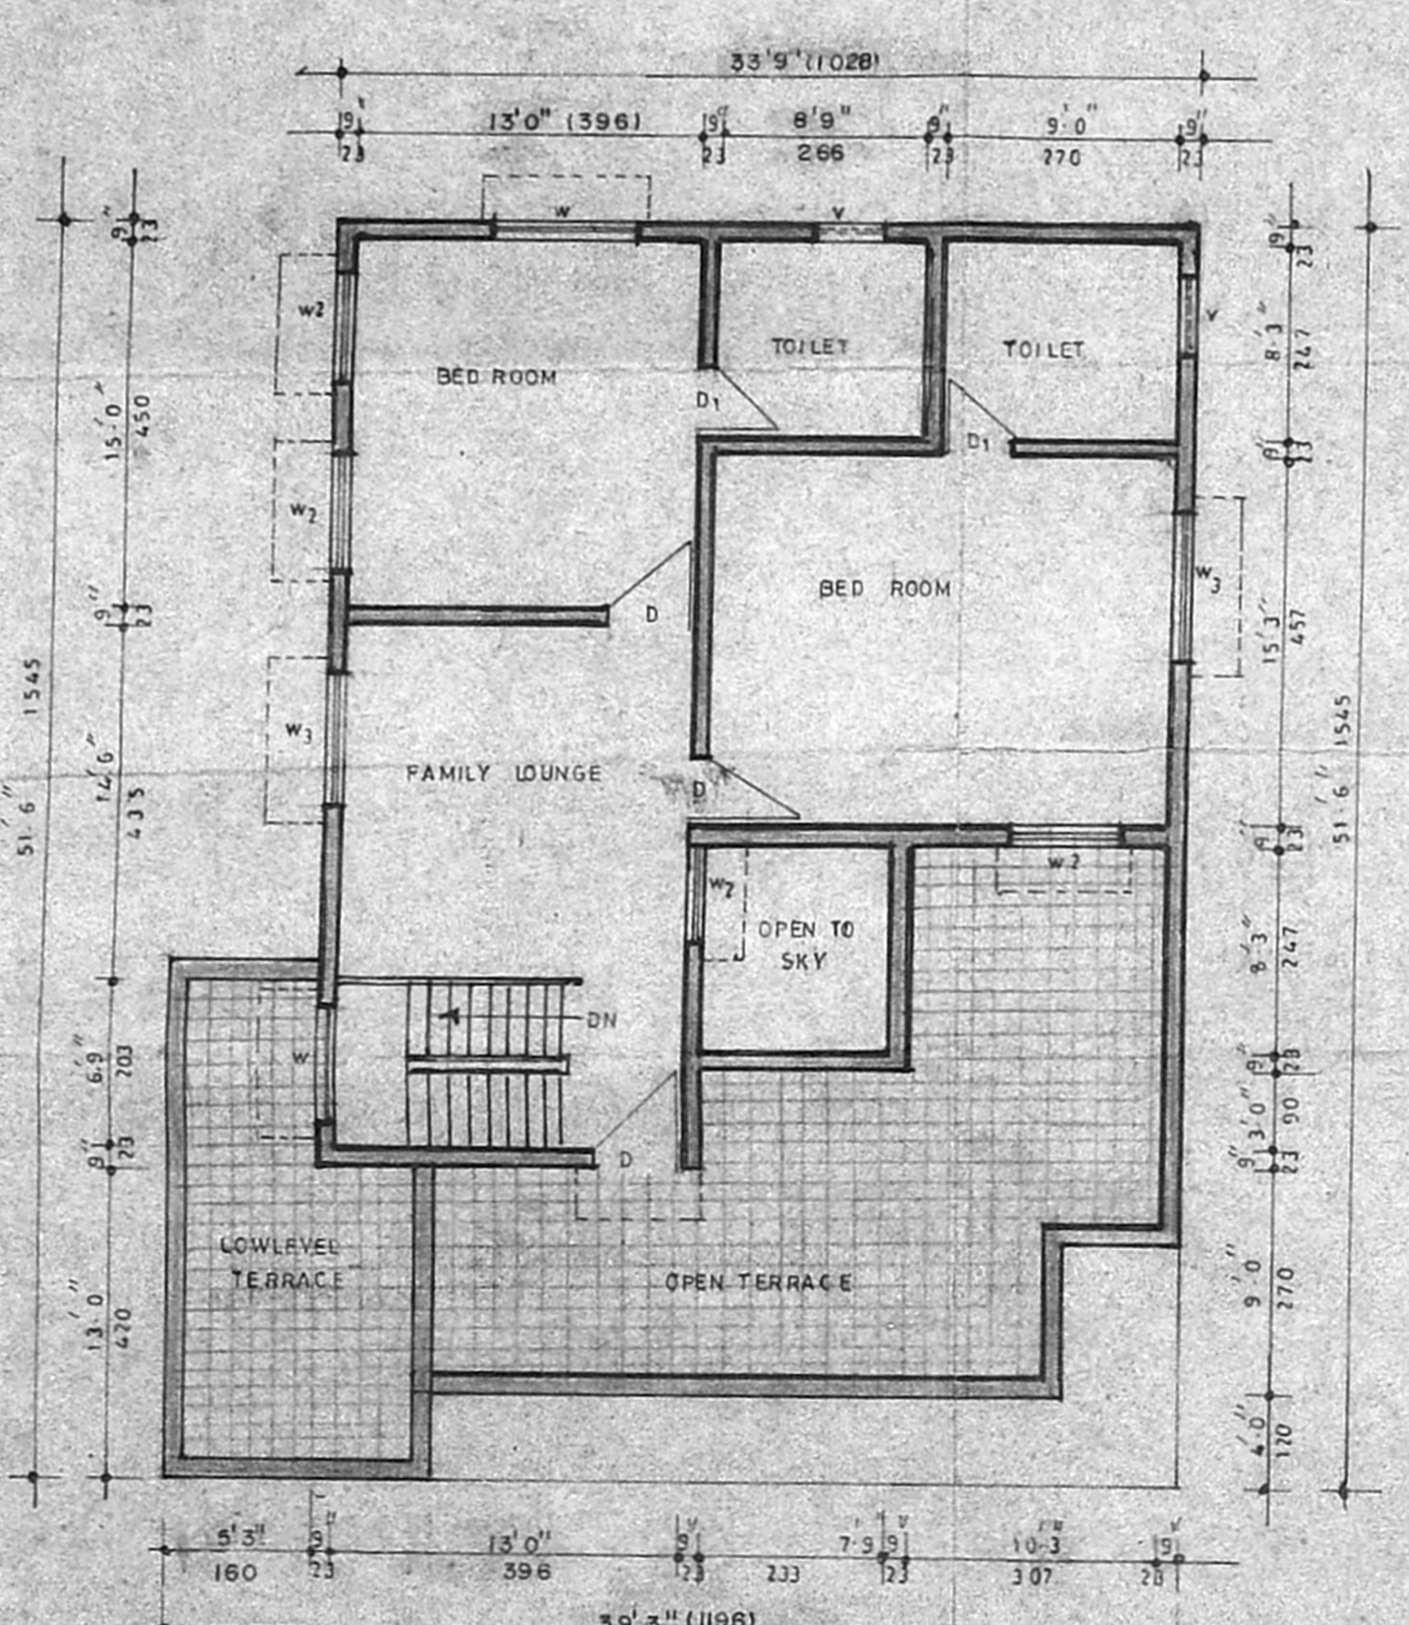 33'9"(1028)
9" 13'0" (396) 9" 8'9" 9" 9'0" 9"
23 23 266 23 270 23
W V
9" 23
9" 23
W2
V
TOILET TOILET
8'3" 247
BED ROOM
15'0" 450
D1
D1
9" 23
W2
W3
BED ROOM
9" 23
D
15'3" 457
51'6" 1545
51'6" 1545
W3
FAMILY LOUNGE
14'6" 435
D
9" 23
W2
W2
OPEN TO
SKY
8'3" 247
DN
W
6'9" 203
9" 23
3'0" 90
9" 23
D
9" 23
LOWLEVEL
TERRACE
OPEN TERRACE
13'0" 420
9'0" 270
4'0" 120
5'3" 9" 13'0" 9" 7'9 9" 10'3" 9"
160 23 396 23 233 23 307 23
39'3" (1196)